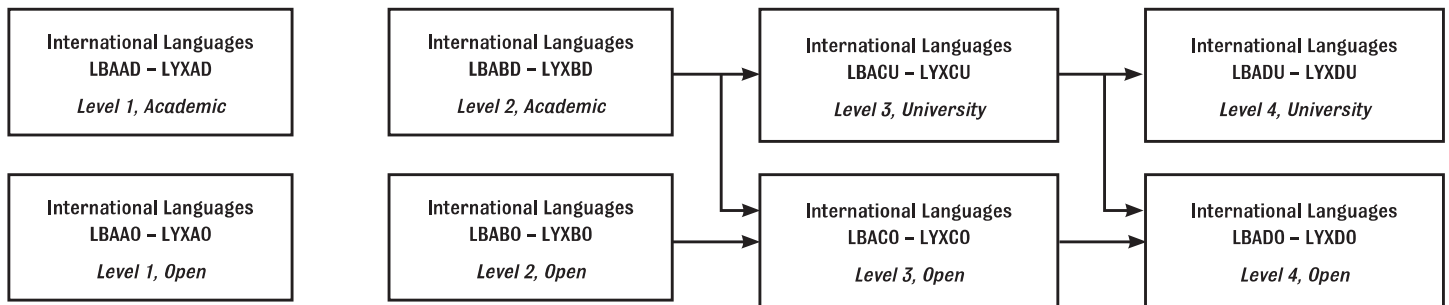 International Languages
LBAAD – LYXAD
Level 1, Academic
International Languages
LBABD – LYXBD
Level 2, Academic
International Languages
LBACU – LYXCU
Level 3, University
International Languages
LBADU – LYXDU
Level 4, University
International Languages
LBAAO – LYXAO
Level 1, Open
International Languages
LBABO – LYXBO
Level 2, Open
International Languages
LBACO – LYXCO
Level 3, Open
International Languages
LBADO – LYXDO
Level 4, Open